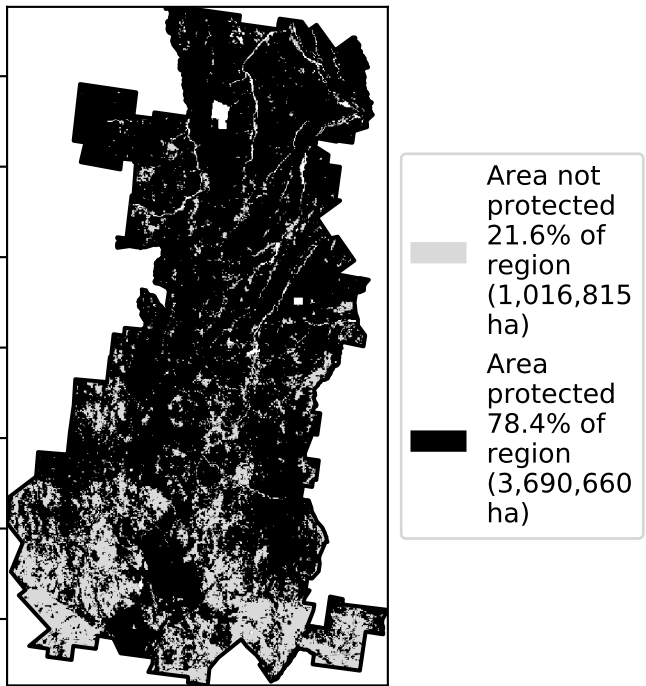 Area not
protected
21.6% of
region
(1,016,815
ha)
Area
protected
78.4% of
region
(3,690,660
ha)